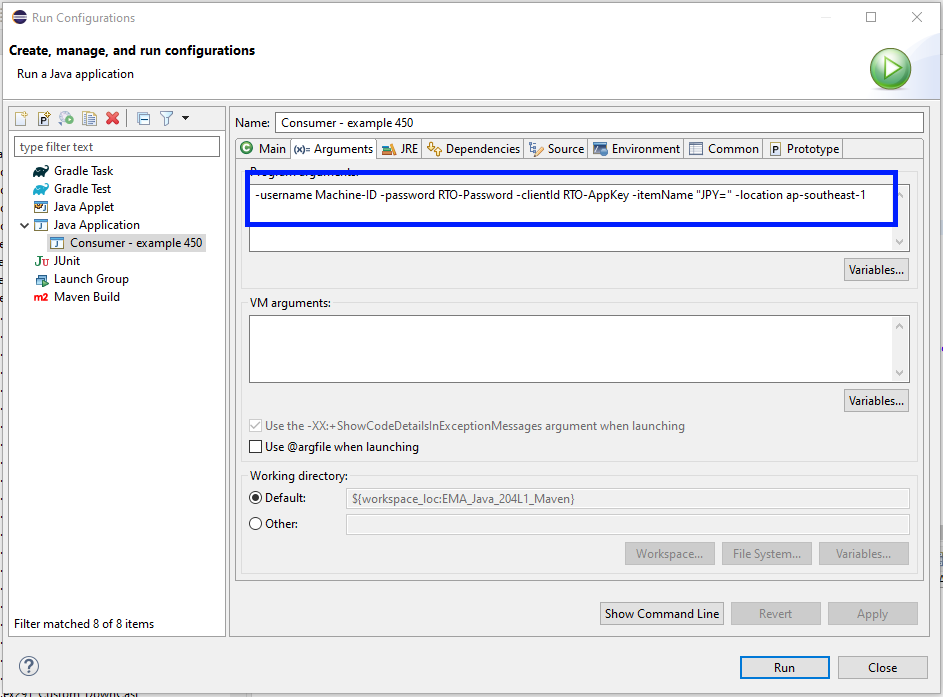 Run Configurations
Create, manage, and run configurations
Run a Java application
type filter text
Gradle Task
Gradle Test
Java Applet
Java Application
Consumer - example 450
JUnit
Launch Group
Maven Build
Filter matched 8 of 8 items
Name: Consumer - example 450
Main (x)= Arguments JRE Dependencies Source Environment Common Prototype
Program arguments:
-username Machine-ID -password RTO-Password -clientId RTO-AppKey -itemName "JPY=" -location ap-southeast-1
Variables...
VM arguments:
Variables...
Use the -XX:+ShowCodeDetailsInExceptionMessages argument when launching
Use @argfile when launching
Working directory:
Default: ${workspace_loc:EMA_Java_204L1_Maven}
Other:
Workspace... File System... Variables...
Show Command Line Revert Apply
Run Close